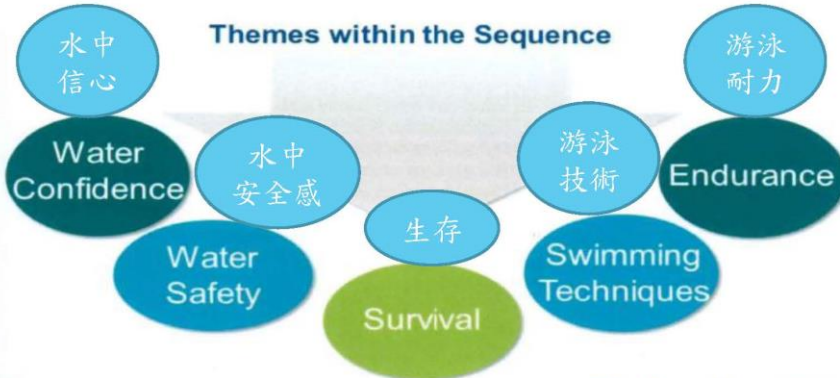 Themes within the Sequence
水中
信心
Water
Confidence
水中
安全感
Water
Safety
生存
Survival
游泳
技術
Swimming
Techniques
游泳
耐力
Endurance